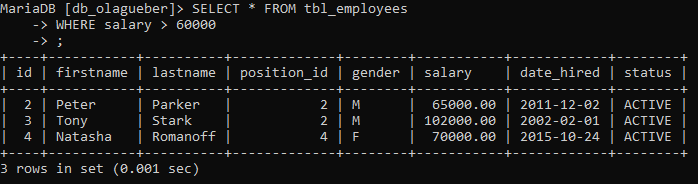 MariaDB [db_olagueber]> SELECT * FROM tbl_employees
    -> WHERE salary > 60000
    -> ;
+----+-----------+----------+-------------+--------+-----------+------------+--------+
| id | firstname | lastname | position_id | gender | salary    | date_hired | status |
+----+-----------+----------+-------------+--------+-----------+------------+--------+
|  2 | Peter     | Parker   |           2 | M      |  65000.00 | 2011-12-02 | ACTIVE |
|  3 | Tony      | Stark    |           2 | M      | 102000.00 | 2002-02-01 | ACTIVE |
|  4 | Natasha   | Romanoff |           4 | F      |  70000.00 | 2015-10-24 | ACTIVE |
+----+-----------+----------+-------------+--------+-----------+------------+--------+
3 rows in set (0.001 sec)